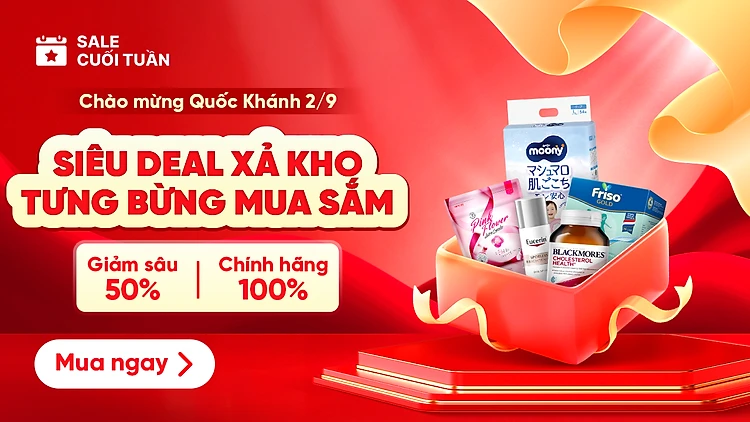 SALE
CUỐI TUẦN
Chào mừng Quốc Khánh 2/9
SIÊU DEAL XẢ KHO
TƯNG BỪNG MUA SẮM
Giảm sâu
50%
Chính hãng
100%
Mua ngay
moony
マシュマロ
肌ごこち
Friso
GOLD
Pink Flower
Eucerin
BLACKMORES
CHOLESTEROL
HEALTH